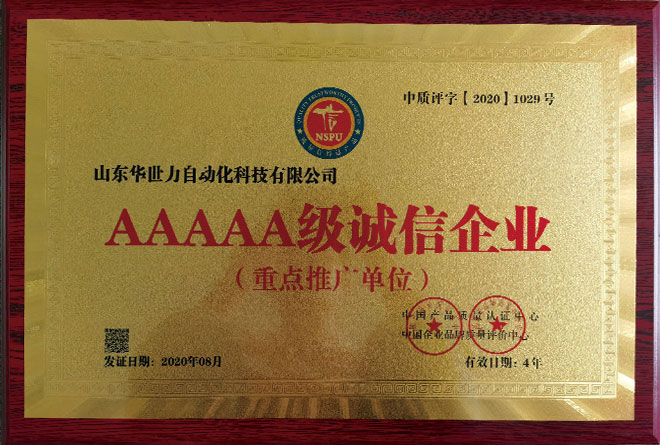 中质评字【2020】1029号
QUALITY TRUSTWORTHY PRODUCTS
NSPU
山东华世力自动化科技有限公司
AAAAA级诚信企业
（重点推广单位）
中国产品质量认证中心
中国企业品牌质量评价中心
发证日期：2020年08月
有效日期：4年